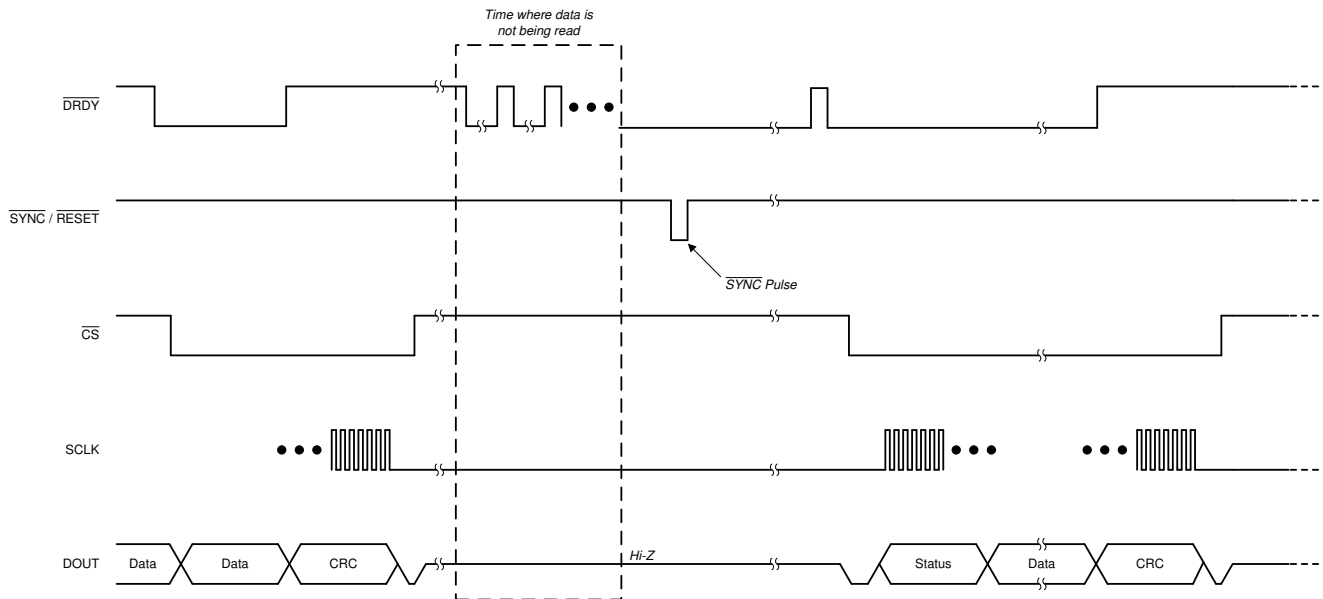 Time where data is
not being read
DRDY
SYNC / RESET
SYNC Pulse
CS
SCLK
DOUT
Data
Data
CRC
Hi-Z
Status
Data
CRC